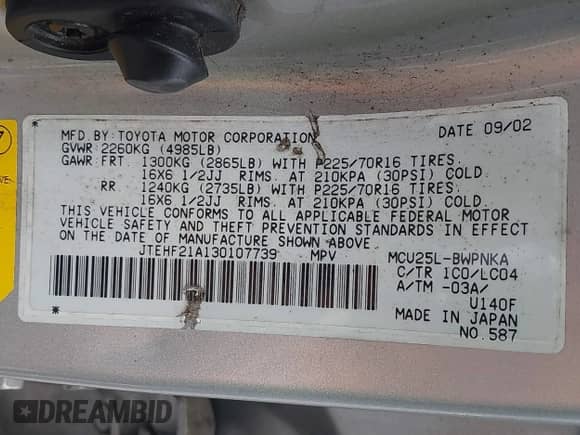 MFD. BY: TOYOTA MOTOR CORPORATION DATE 09/02
GVWR 2260KG (4985LB)
GAWR FRT. 1300KG (2865LB) WITH P225/70R16 TIRES.
16X6 1/2JJ RIMS. AT 210KPA (30PSI) COLD.
RR 1240KG (2735LB) WITH P225/70R16 TIRES.
16X6 1/2JJ RIMS. AT 210KPA (30PSI) COLD.
THIS VEHICLE CONFORMS TO ALL APPLICABLE FEDERAL MOTOR
VEHICLE SAFETY AND THEFT PREVENTION STANDARDS IN EFFECT
ON THE DATE OF MANUFACTURE SHOWN ABOVE.
JTEHF21A130107739 MPV MCU25L-BWPNKA
C/TR 1C0/LC04
A/TM -03A/
U140F
MADE IN JAPAN
NO.587
DREAMBID